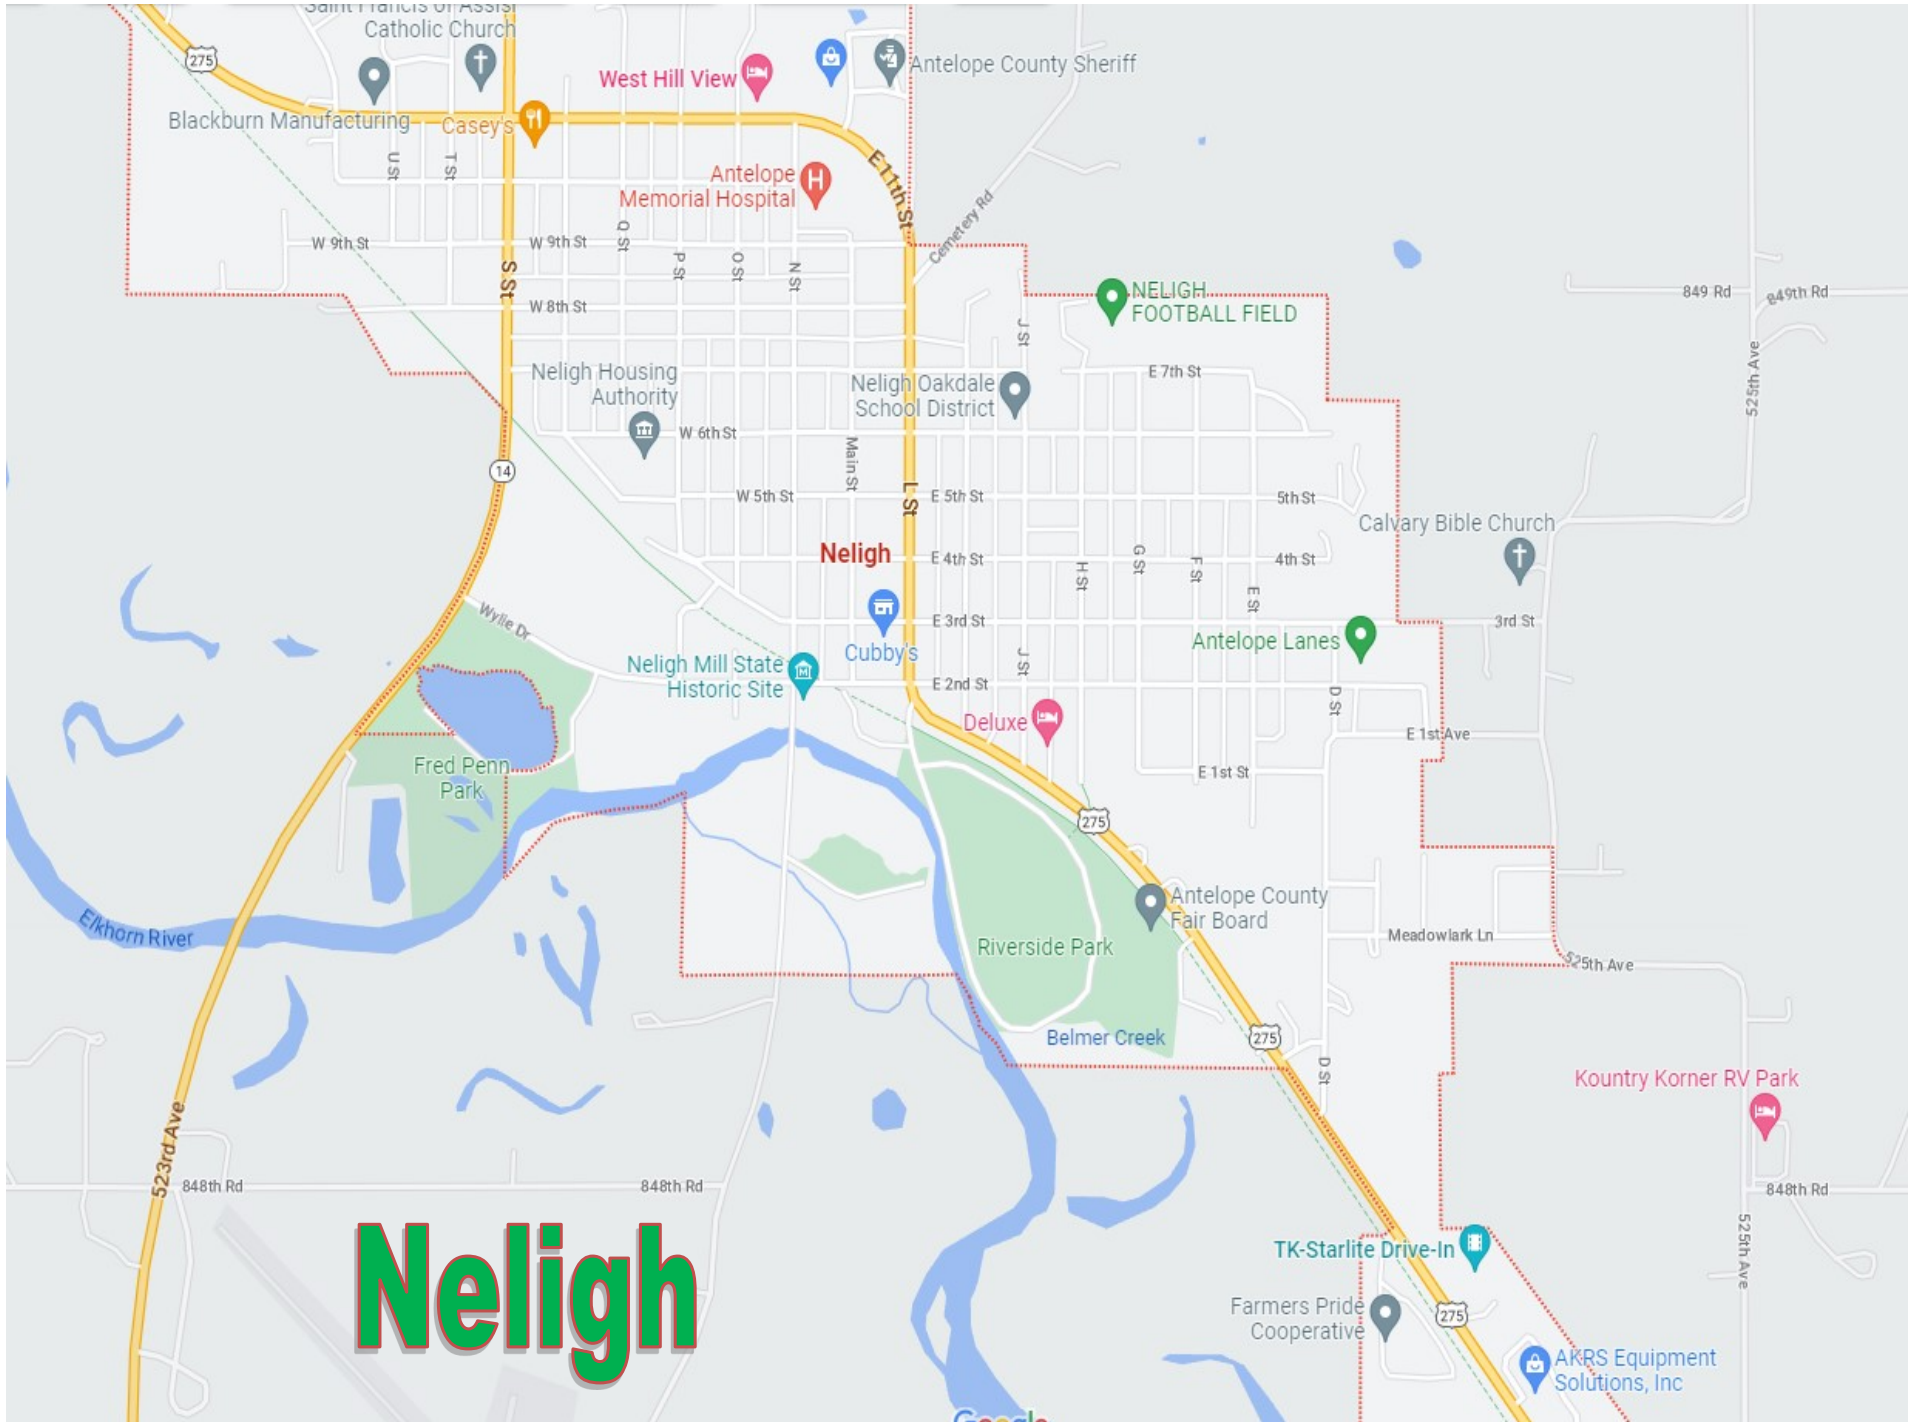 Saint Francis of Assisi
Catholic Church
275
West Hill View
Antelope County Sheriff
Blackburn Manufacturing
Casey's
U St
T St
E 11th St
Antelope
Memorial Hospital
Cemetery Rd
W 9th St
W 9th St
Q St
P St
O St
N St
S St
W 8th St
NELIGH
FOOTBALL FIELD
J St
849 Rd
849th Rd
525th Ave
Neligh Housing
Authority
Neligh Oakdale
School District
E 7th St
W 6th St
Main St
14
W 5th St
L St
E 5th St
5th St
Calvary Bible Church
Neligh
E 4th St
4th St
H St
G St
F St
E St
Wylie Dr
E 3rd St
3rd St
Cubby's
Antelope Lanes
Neligh Mill State
Historic Site
J St
E 2nd St
D St
Deluxe
E 1st Ave
E 1st St
Fred Penn
Park
275
Antelope County
Fair Board
Elkhorn River
Riverside Park
Meadowlark Ln
525th Ave
Belmer Creek
275
D St
Kountry Korner RV Park
523rd Ave
848th Rd
848th Rd
848th Rd
525th Ave
TK-Starlite Drive-In
Neligh
Farmers Pride
Cooperative
275
AKRS Equipment
Solutions, Inc
Google